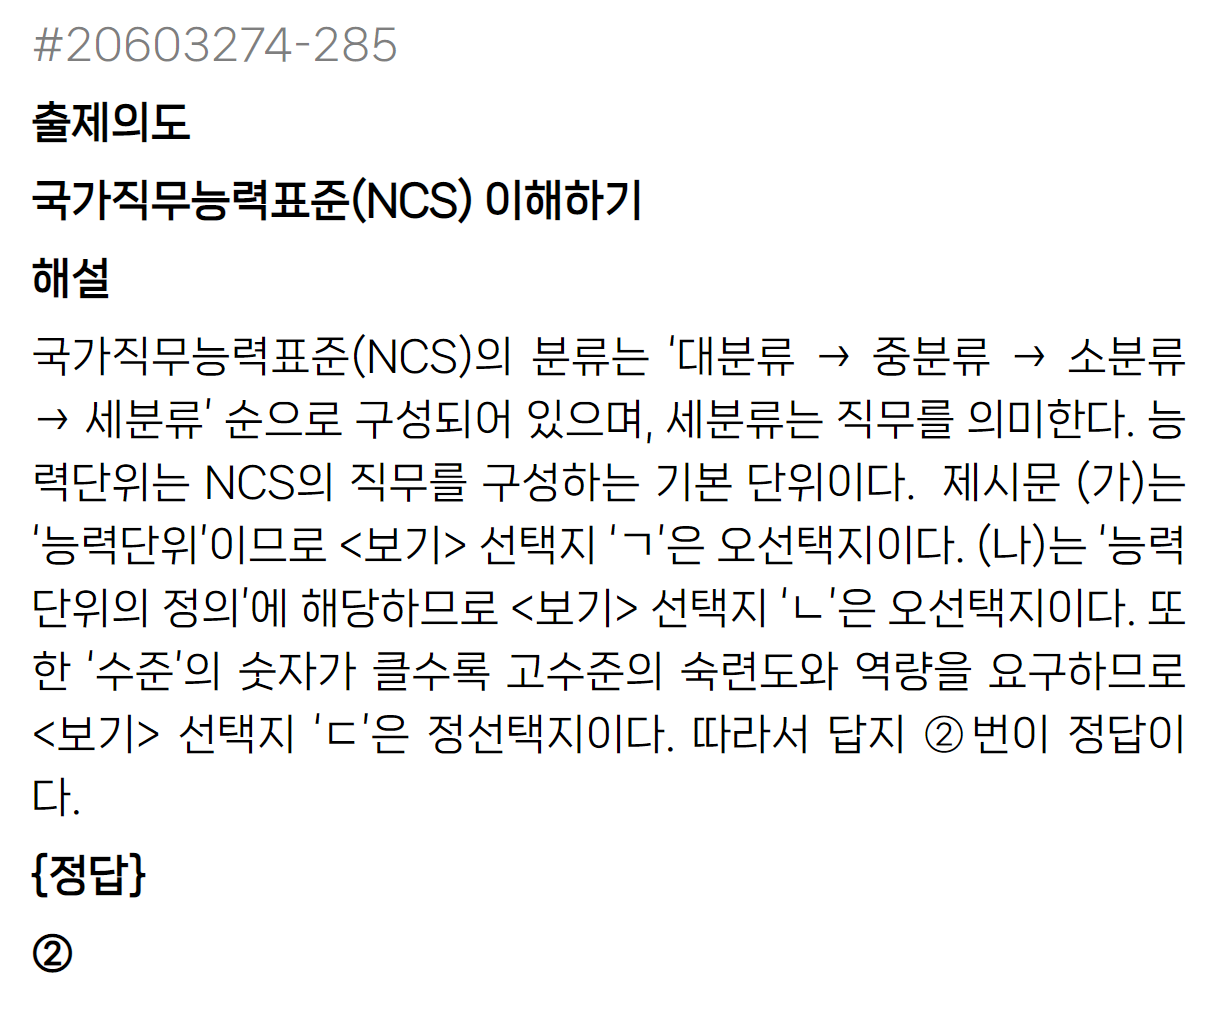 #20603274-285
출제의도
국가직무능력표준(NCS) 이해하기
해설
국가직무능력표준(NCS)의 분류는 '대분류 → 중분류 → 소분류
→ 세분류' 순으로 구성되어 있으며, 세분류는 직무를 의미한다. 능
력단위는 NCS의 직무를 구성하는 기본 단위이다. 제시문 (가)는
'능력단위'이므로 <보기> 선택지 'ㄱ'은 오선택지이다. (나)는 '능력
단위의 정의'에 해당하므로 <보기> 선택지 'ㄴ'은 오선택지이다. 또
한 '수준'의 숫자가 클수록 고수준의 숙련도와 역량을 요구하므로
<보기> 선택지 'ㄷ'은 정선택지이다. 따라서 답지 ②번이 정답이
다.
{정답}
②